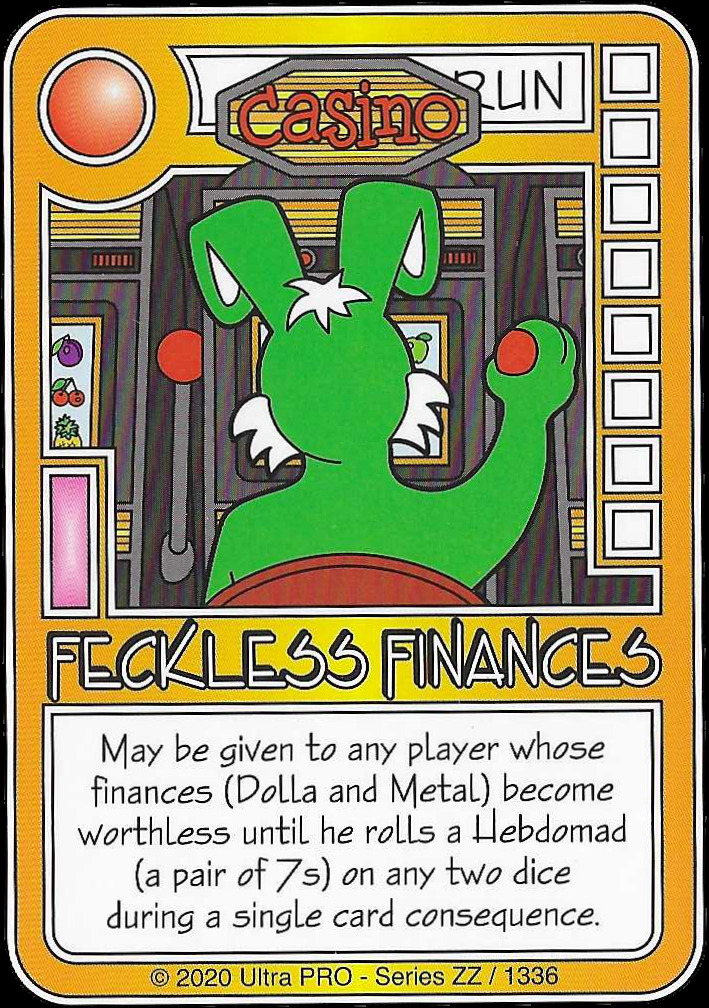 RUN
Casino
FECKLESS FINANCES
May be given to any player whose
finances (Dolla and Metal) become
worthless until he rolls a Hebdomad
(a pair of 7s) on any two dice
during a single card consequence.
© 2020 Ultra PRO - Series ZZ / 1336